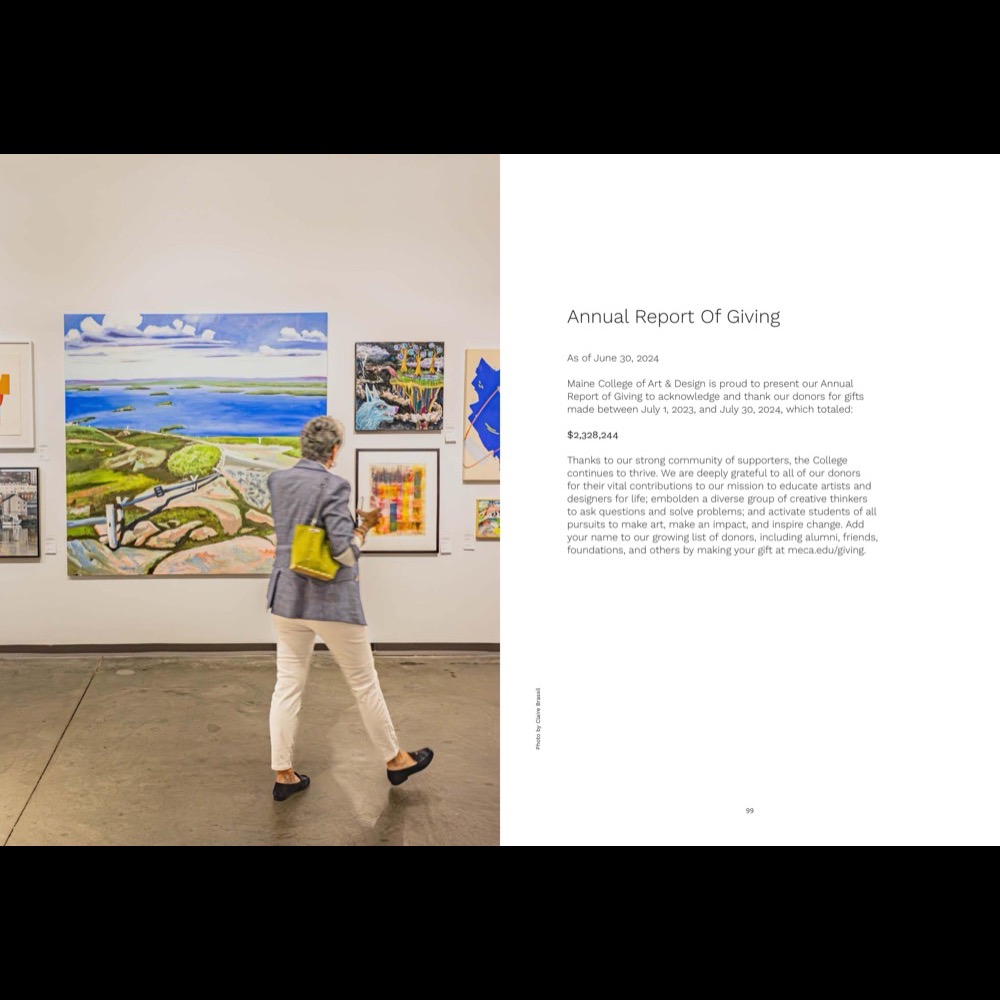 Annual Report Of Giving
As of June 30, 2024
Maine College of Art & Design is proud to present our Annual
Report of Giving to acknowledge and thank our donors for gifts
made between July 1, 2023, and July 30, 2024, which totaled:
$2,328,244
Thanks to our strong community of supporters, the College
continues to thrive. We are deeply grateful to all of our donors
for their vital contributions to our mission to educate artists and
designers for life; embolden a diverse group of creative thinkers
to ask questions and solve problems; and activate students of all
pursuits to make art, make an impact, and inspire change. Add
your name to our growing list of donors, including alumni, friends,
foundations, and others by making your gift at meca.edu/giving.
Photo by Claire Brassil
99